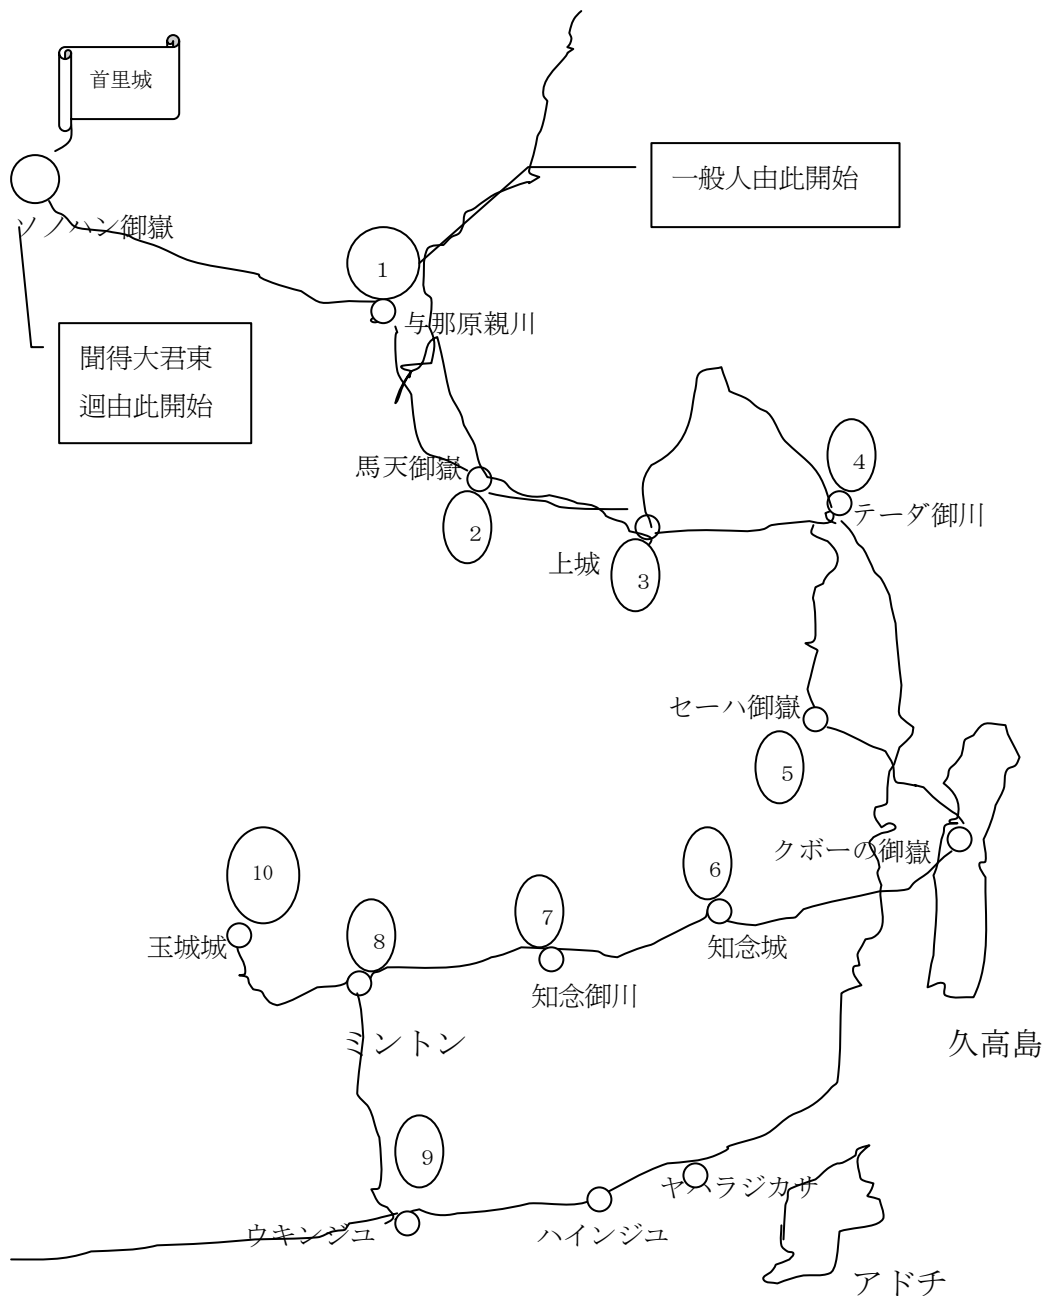 首里城
一般人由此開始
ソノハン御嶽
1
与那原親川
聞得大君東
迴由此開始
馬天御嶽
2
4
テーダ御川
上城
3
セーハ御嶽
5
クボーの御嶽
10
6
7
8
玉城城
知念城
知念御川
ミントン
久高島
9
ヤハラジカサ
ウキンジユ
ハインジユ
アドチ